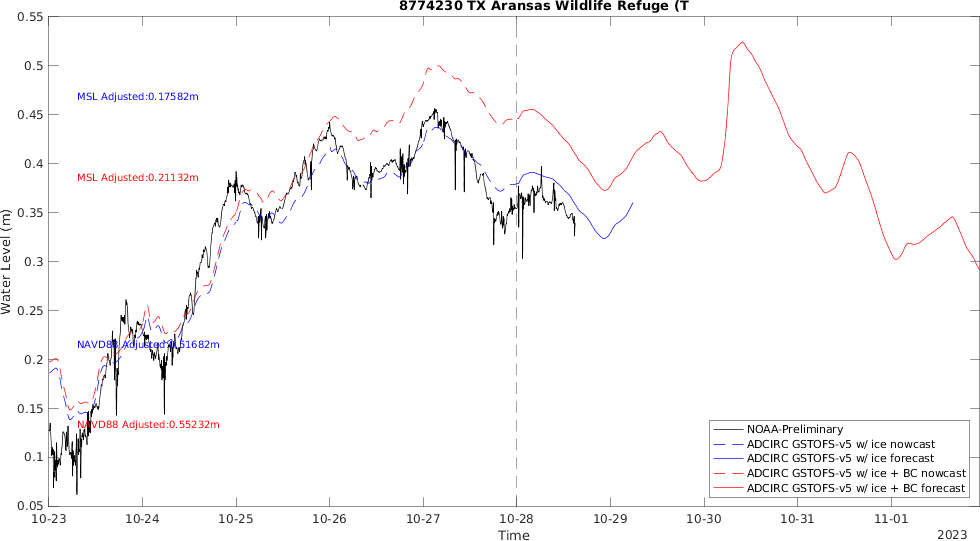 8774230 TX Aransas Wildlife Refuge (T
0.55
0.5
0.45
0.4
0.35
0.3
0.25
0.2
0.15
0.1
0.05
Water Level (m)
MSL Adjusted:0.17582m
MSL Adjusted:0.21132m
NAVD88 Adjusted:0.51682m
NAVD88 Adjusted:0.55232m
NOAA-Preliminary
ADCIRC GSTOFS-v5 w/ ice nowcast
ADCIRC GSTOFS-v5 w/ ice forecast
ADCIRC GSTOFS-v5 w/ ice + BC nowcast
ADCIRC GSTOFS-v5 w/ ice + BC forecast
10-23 10-24 10-25 10-26 10-27 10-28 10-29 10-30 10-31 11-01
Time
2023